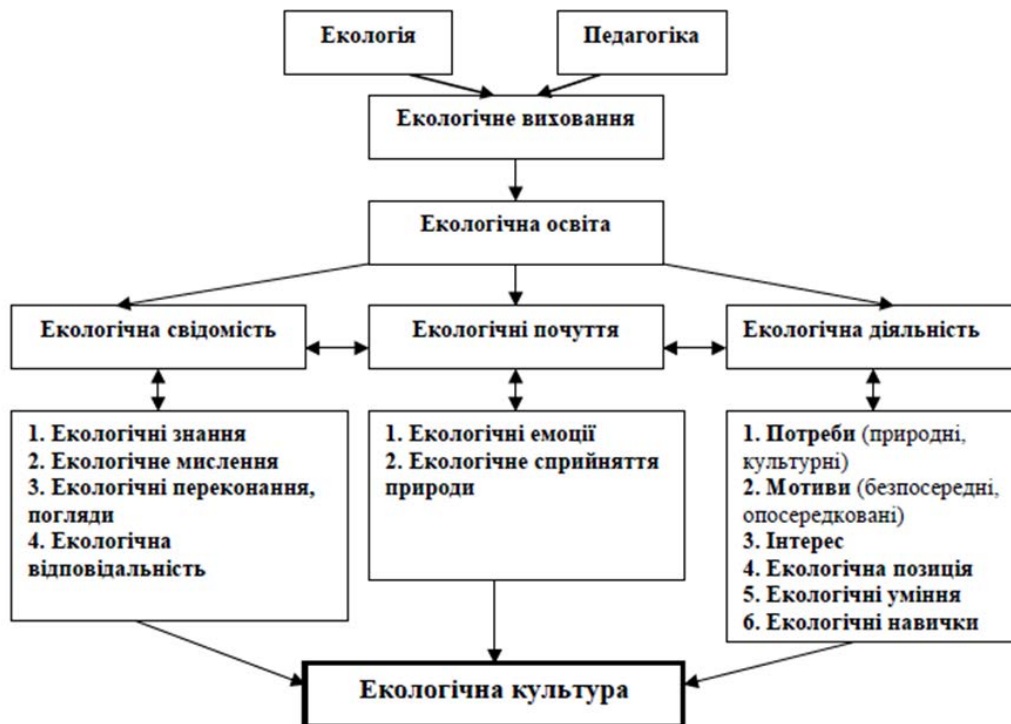 Екологія
Педагогіка
Екологічне виховання
Екологічна освіта
Екологічна свідомість
Екологічні почуття
Екологічна діяльність
1. Екологічні знання
2. Екологічне мислення
3. Екологічні переконання,
погляди
4. Екологічна
відповідальність
1. Екологічні емоції
2. Екологічне сприйняття
природи
1. Потреби (природні,
культурні)
2. Мотиви (безпосередні,
опосередковані)
3. Інтерес
4. Екологічна позиція
5. Екологічні уміння
6. Екологічні навички
Екологічна культура